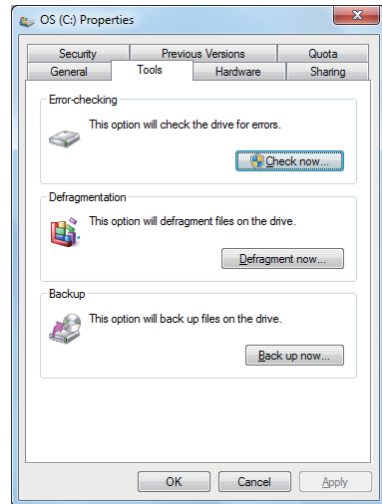 OS (C:) Properties
Security Previous Versions Quota
General Tools Hardware Sharing
Error-checking
This option will check the drive for errors.
Check now...
Defragmentation
This option will defragment files on the drive.
Defragment now...
Backup
This option will back up files on the drive.
Back up now...
OK Cancel Apply